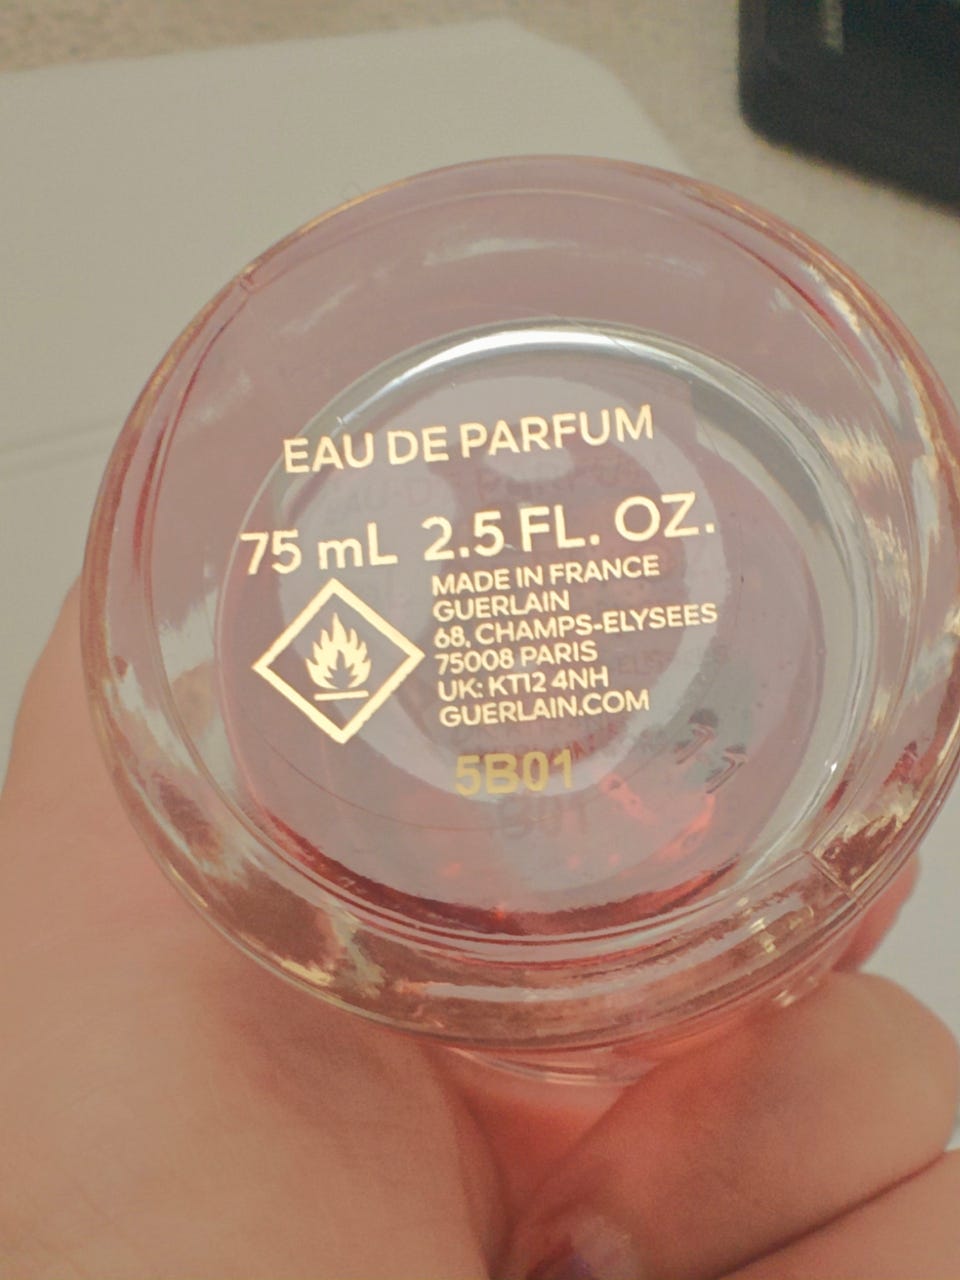 EAU DE PARFUM
75 mL 2.5 FL. OZ.
MADE IN FRANCE
GUERLAIN
68, CHAMPS-ELYSEES
75008 PARIS
UK: KT12 4NH
GUERLAIN.COM
5B01